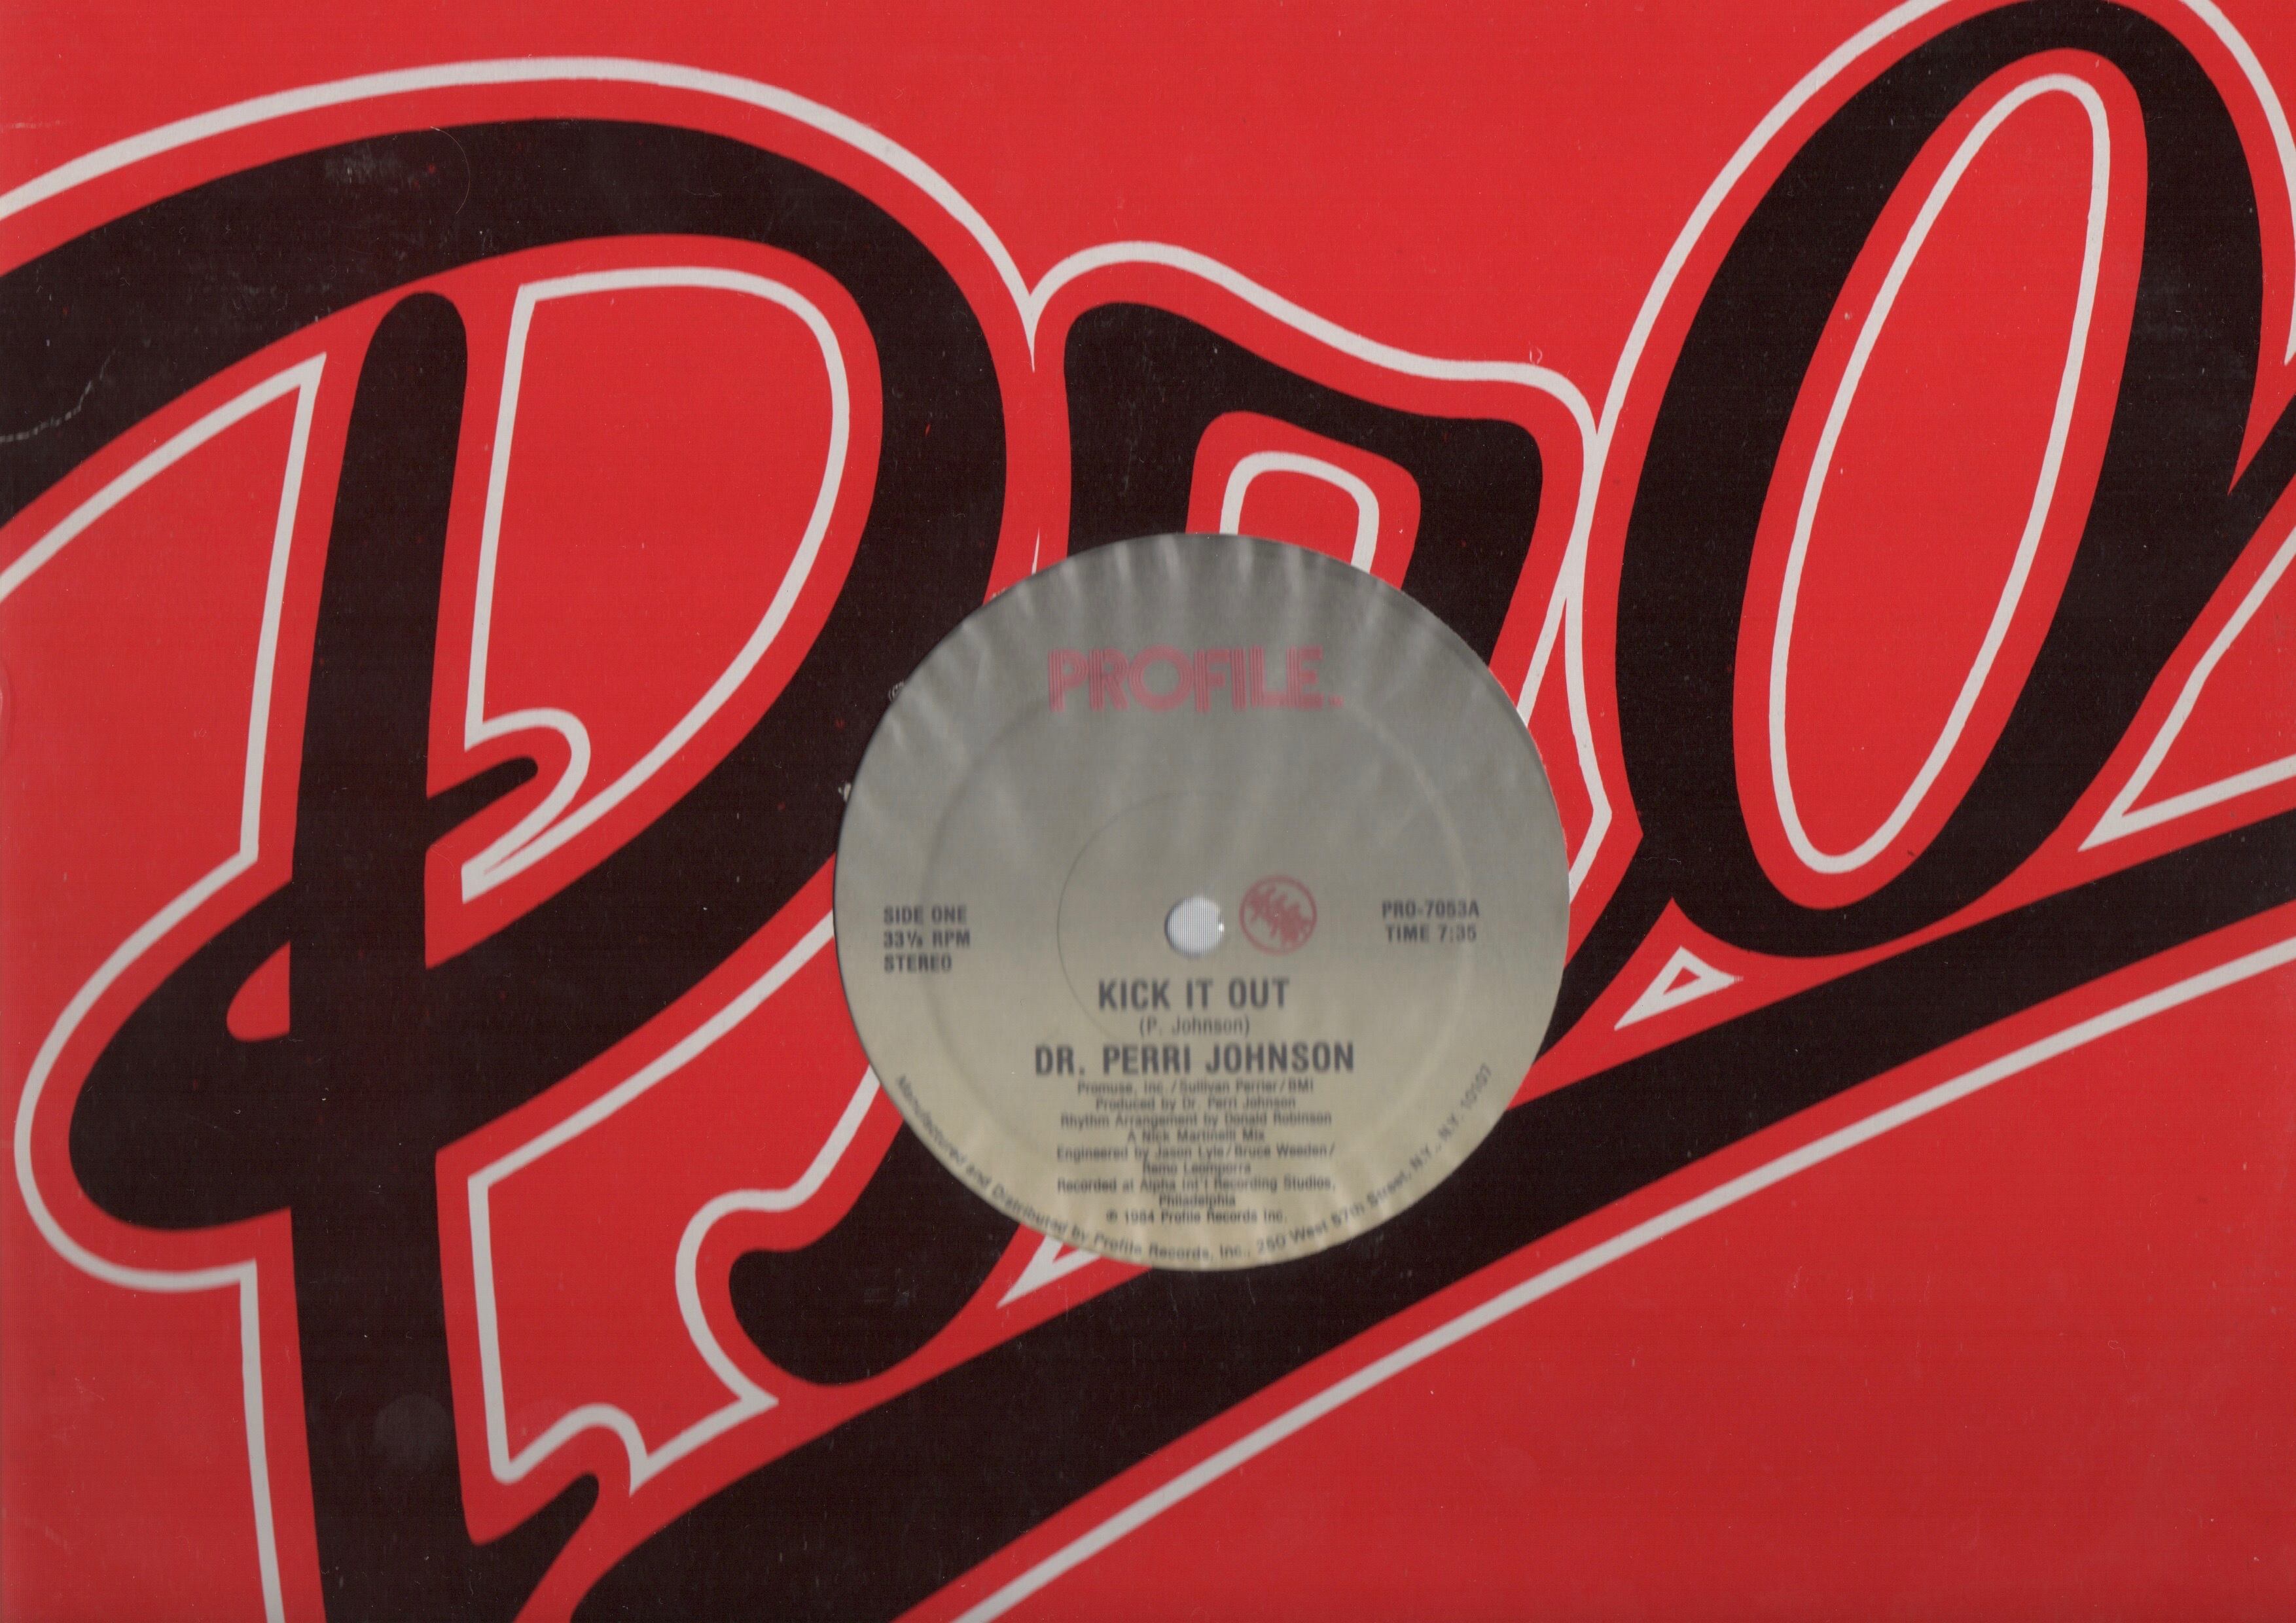 Pro
PROFILE
SIDE ONE
33⅓ RPM
STEREO
PRO-7053A
TIME 7:35
KICK IT OUT
(P. Johnson)
DR. PERRI JOHNSON
Promuse, Inc./Sullivan Perrier/BMI
Produced by Dr. Perri Johnson
Rhythm Arrangement by Donald Robinson
A Nick Martinelli Mix
Engineered by Jason Lyle/Bruce Weeden/
Remo Leomporra
Recorded at Alpha Int'l Recording Studios,
Philadelphia
℗ 1984 Profile Records Inc.
Manufactured and Distributed by Profile Records, Inc., 250 West 57th Street, N.Y., N.Y. 10107